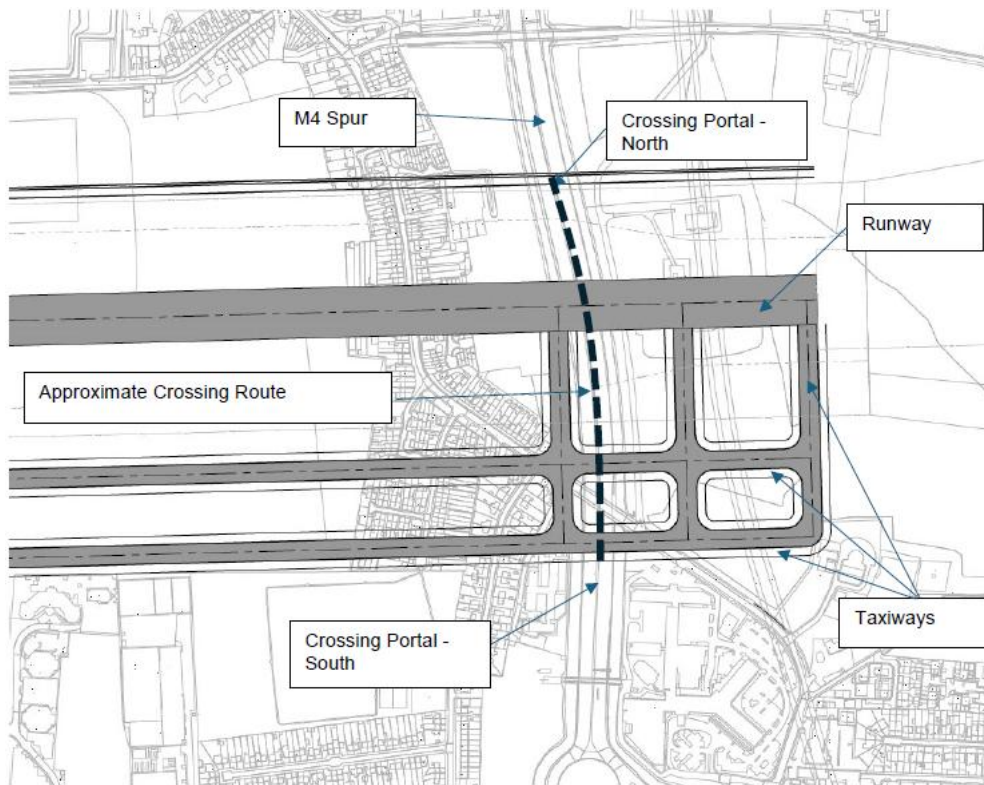 M4 Spur
Crossing Portal -
North
Runway
Approximate Crossing Route
Crossing Portal -
South
Taxiways